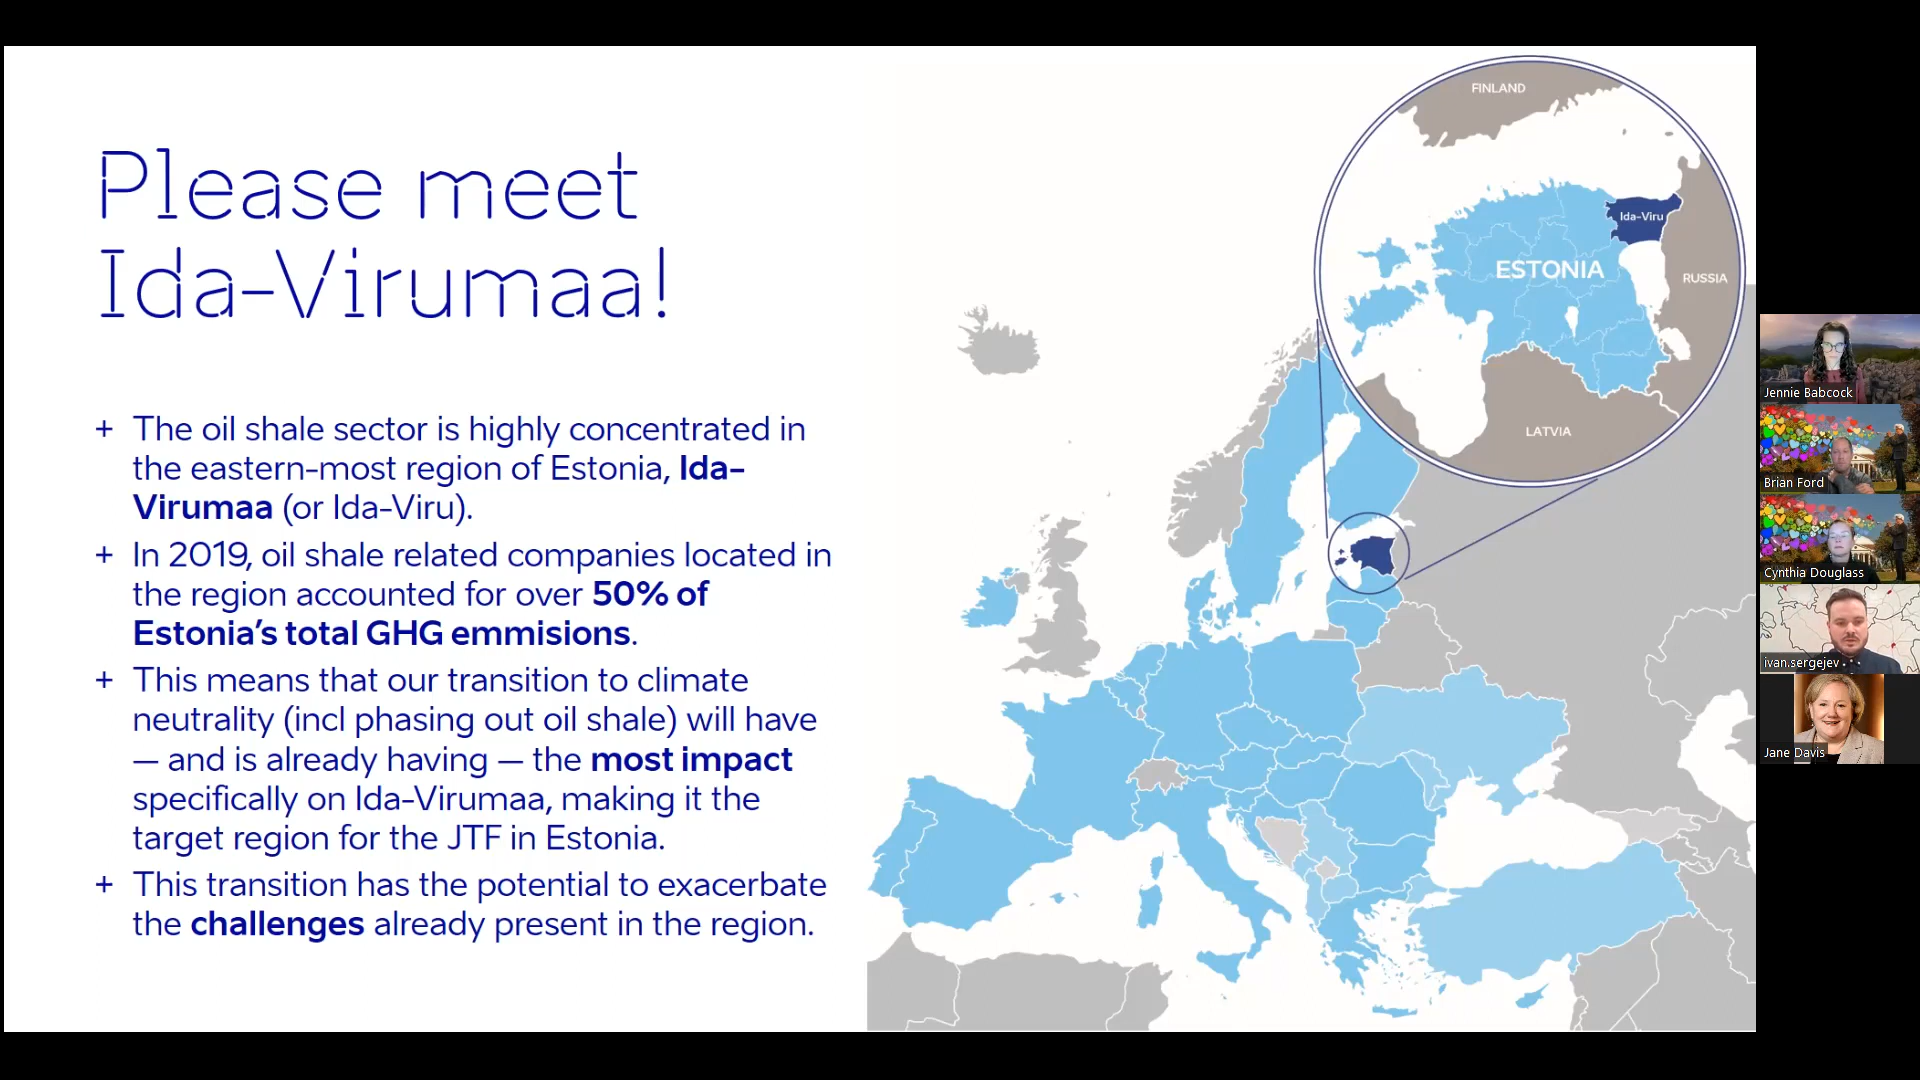 Please meet
Ida-Virumaa!
+ The oil shale sector is highly concentrated in
the eastern-most region of Estonia, Ida-
Virumaa (or Ida-Viru).
+ In 2019, oil shale related companies located in
the region accounted for over 50% of
Estonia’s total GHG emmisions.
+ This means that our transition to climate
neutrality (incl phasing out oil shale) will have
— and is already having — the most impact
specifically on Ida-Virumaa, making it the
target region for the JTF in Estonia.
+ This transition has the potential to exacerbate
the challenges already present in the region.
FINLAND
Ida-Viru
ESTONIA
RUSSIA
LATVIA
Jennie Babcock
Brian Ford
Cynthia Douglass
ivan.sergejev
Jane Davis